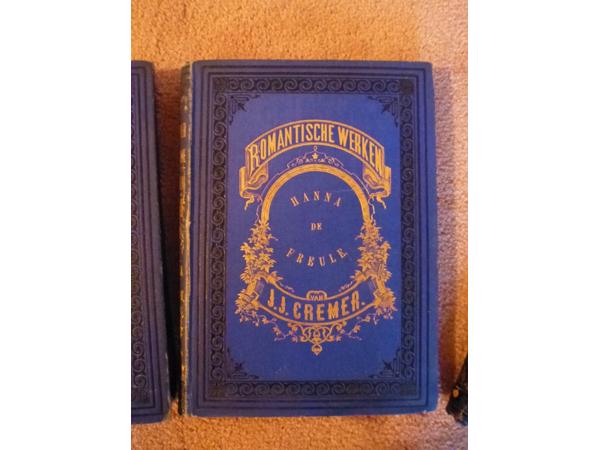 ROMANTISCHE WERKEN
HANNA
DE
FREULE.
VAN
J.J. CREMER.